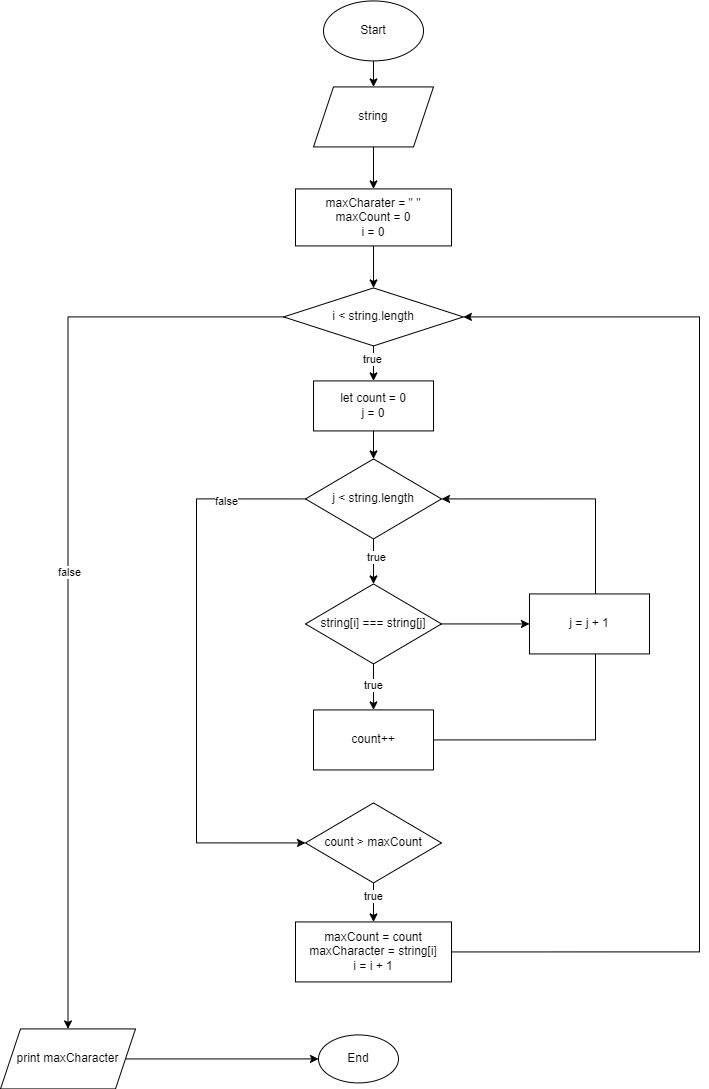 Start
string
maxCharater = " "
maxCount = 0
i = 0
i < string.length
true
let count = 0
j = 0
j < string.length
false
true
false
string[i] === string[j]
j = j + 1
true
count++
count > maxCount
true
maxCount = count
maxCharacter = string[i]
i = i + 1
print maxCharacter
End